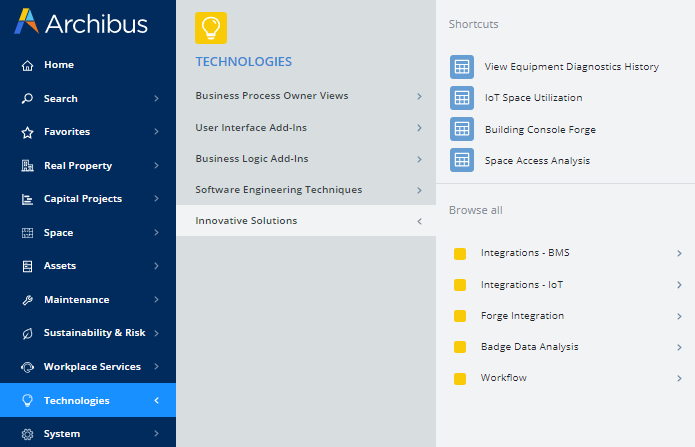 Archibus
Home
Search
Favorites
Real Property
Capital Projects
Space
Assets
Maintenance
Sustainability & Risk
Workplace Services
Technologies
System
TECHNOLOGIES
Business Process Owner Views
User Interface Add-Ins
Business Logic Add-Ins
Software Engineering Techniques
Innovative Solutions
Shortcuts
View Equipment Diagnostics History
IoT Space Utilization
Building Console Forge
Space Access Analysis
Browse all
Integrations - BMS
Integrations - IoT
Forge Integration
Badge Data Analysis
Workflow